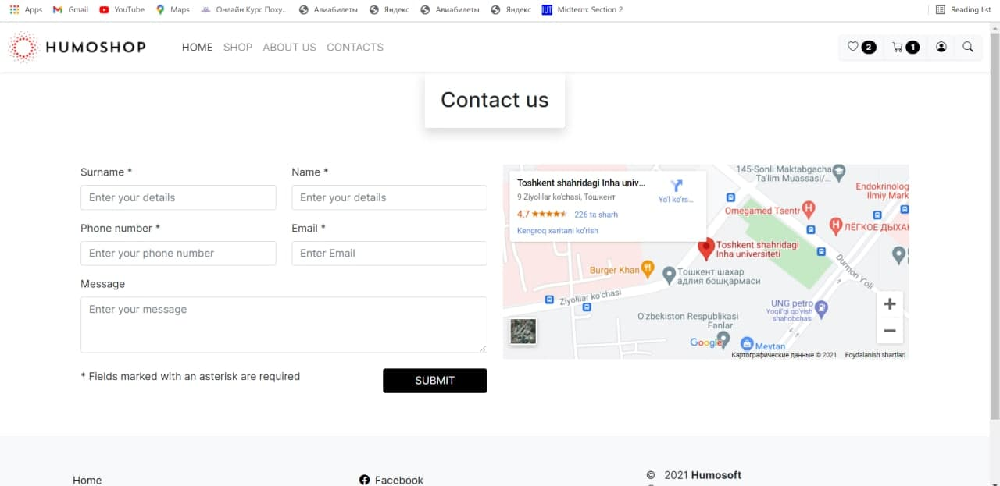 Apps Gmail YouTube Maps Онлайн Курс Поху... Авиабилеты Яндекс Авиабилеты Яндекс IUT Midterm: Section 2 Reading list
HUMOSHOP HOME SHOP ABOUT US CONTACTS 2 1
Contact us
Surname * Name *
Enter your details Enter your details
Phone number * Email *
Enter your phone number Enter Email
Message
Enter your message
* Fields marked with an asterisk are required SUBMIT
Toshkent shahridagi Inha univ...
9 Ziyolilar ko'chasi, Тошкент
Yo'l ko'rs...
4,7 226 ta sharh
Kengroq xaritani ko'rish
145-Sonli Maktabgacha
Ta'lim Muassasi/...
Endokrinolog
Ilmiy Mark
Omegamed Tsentr
ЛЁГКОЕ ДЫХАН
Toshkent shahridagi
Inha universiteti
Burger Khan
Тошкент шахар
адлия бошқармаси
Durmon Yo'li
Ziyolilar ko'chasi
UNG petro
Yoqilg'i qo'yish
shahobchasi
O'zbekiston Respublikasi
Fanlar...
Google
Meytan
Картографические данные © 2021 Foydalanish shartlari
Home Facebook © 2021 Humosoft